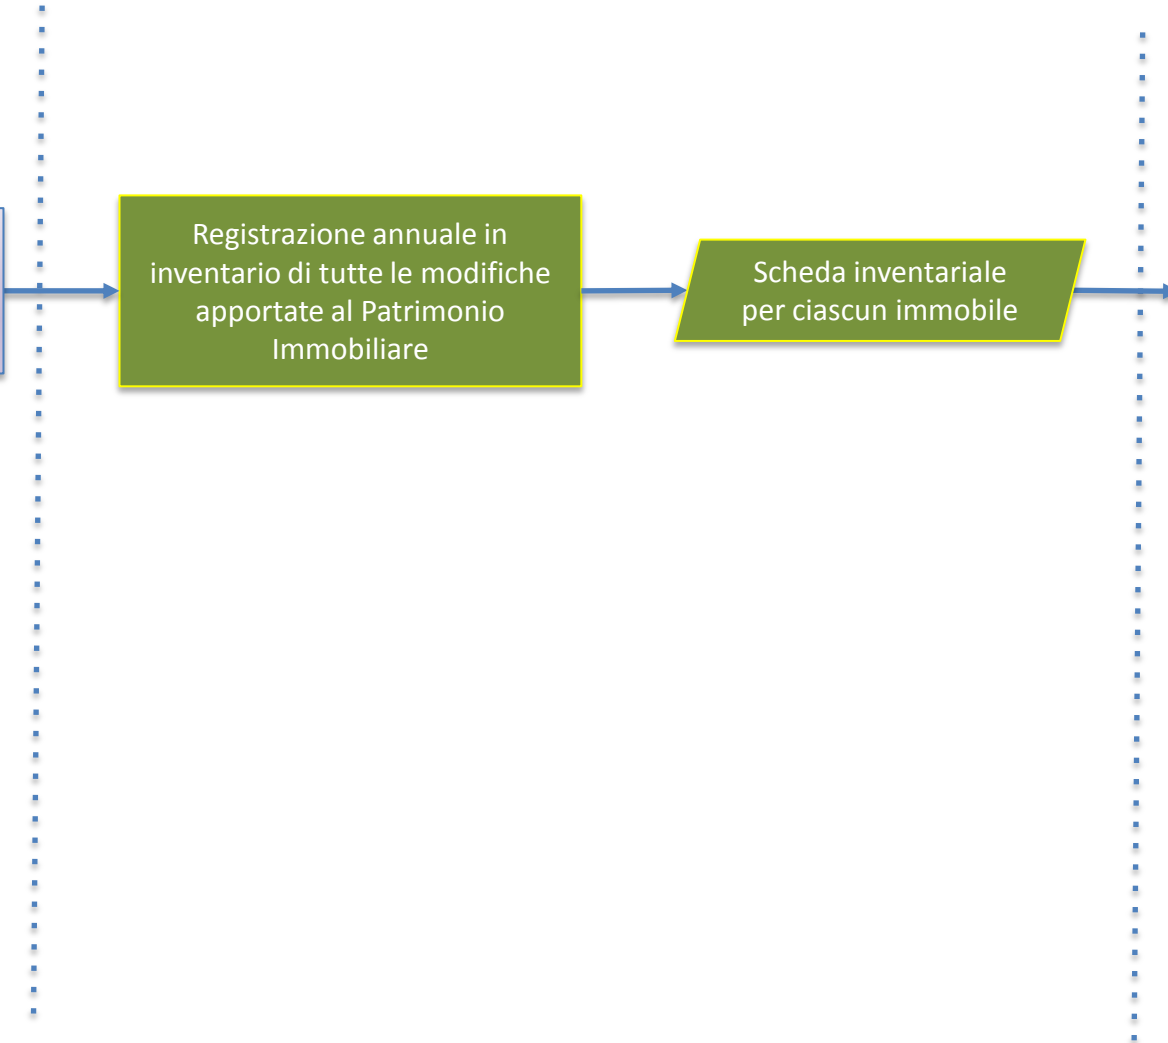 Registrazione annuale in
inventario di tutte le modifiche
apportate al Patrimonio
Immobiliare
Scheda inventariale
per ciascun immobile